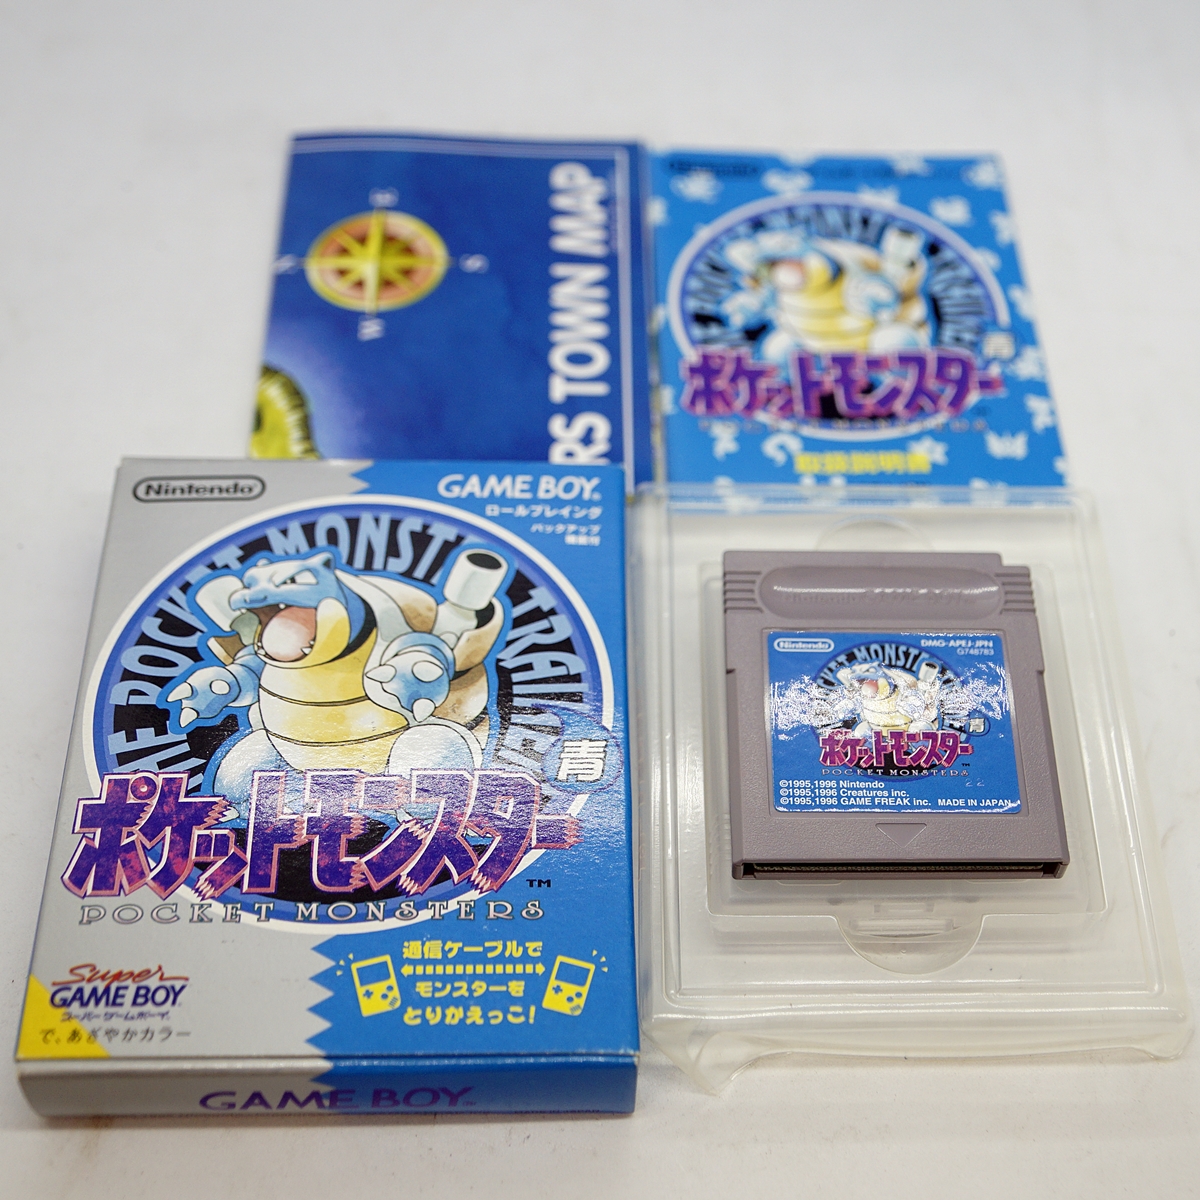 RS TOWN MAP
ポケットモンスター
青
POCKET MONSTERS
取扱説明書
Nintendo
GAME BOY
ロールプレイング
バックアップ
機能付
THE POCKET MONSTER TRAINER
青
ポケットモンスター
TM
POCKET MONSTERS
通信ケーブルで
モンスターを
とりかえっこ!
Super
GAME BOY
スーパーゲームボーイ
で、あざやかカラー
GAME BOY
Nintendo
DMG-APEJ-JPN
青
ポケットモンスター
TM
POCKET MONSTERS
©1995,1996 Nintendo
©1995,1996 Creatures inc.
©1995,1996 GAME FREAK inc. MADE IN JAPAN